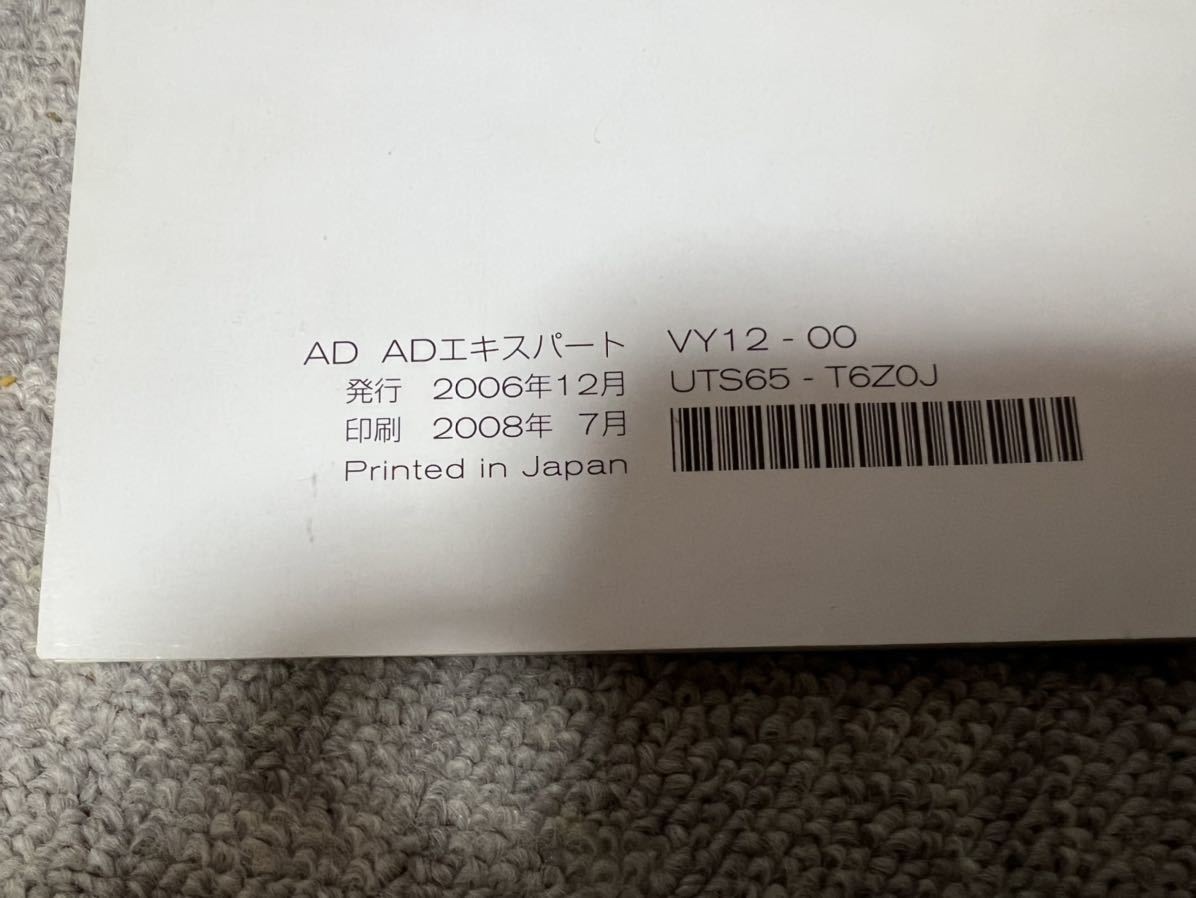 AD ADエキスパート VY12-00
発行 2006年12月 UTS65-T6Z0J
印刷 2008年 7月
Printed in Japan